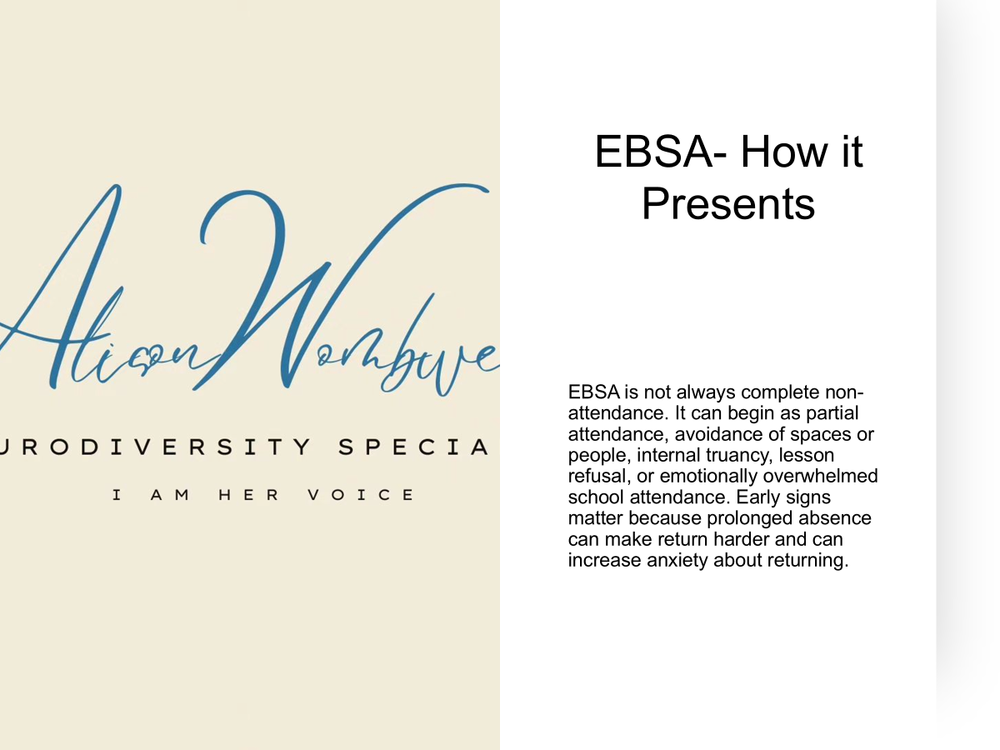 Alison Wombwe
URODIVERSITY SPECIA
I AM HER VOICE
EBSA- How it
Presents
EBSA is not always complete non-
attendance. It can begin as partial
attendance, avoidance of spaces or
people, internal truancy, lesson
refusal, or emotionally overwhelmed
school attendance. Early signs
matter because prolonged absence
can make return harder and can
increase anxiety about returning.